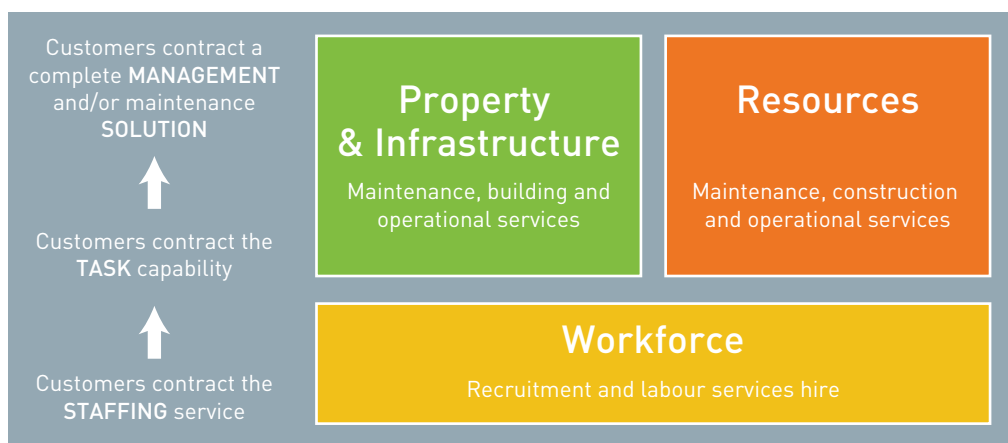 Customers contract a
complete MANAGEMENT
and/or maintenance
SOLUTION
Customers contract the
TASK capability
Customers contract the
STAFFING service
Property
& Infrastructure
Maintenance, building and
operational services
Resources
Maintenance, construction
and operational services
Workforce
Recruitment and labour services hire